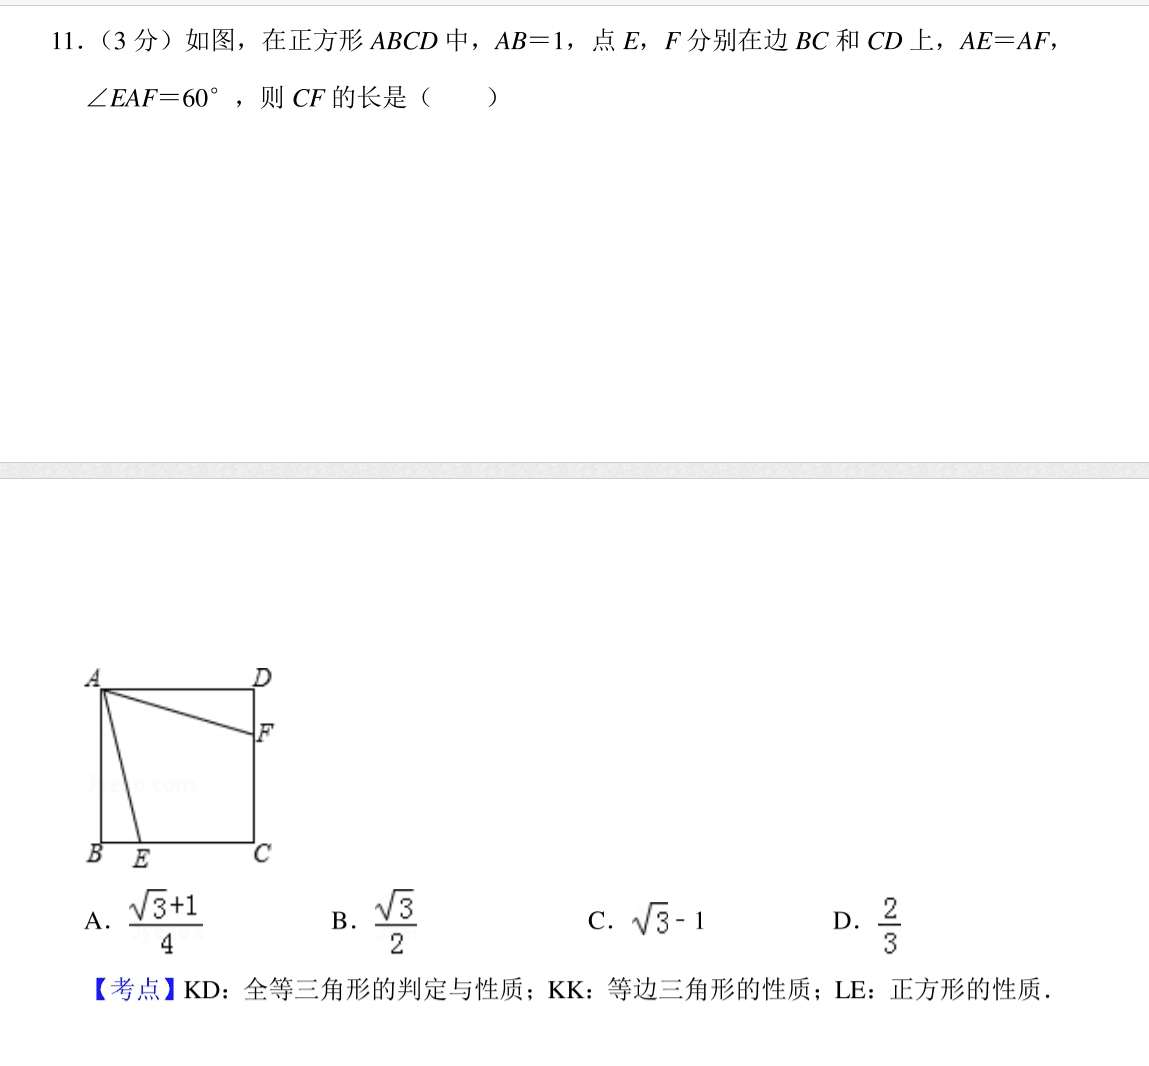 11.（3 分）如图，在正方形 ABCD 中，AB＝1，点 E，F 分别在边 BC 和 CD 上，AE＝AF，
∠EAF＝60°，则 CF 的长是（  ）
A D
F
B E C
A. (√3+1)/4 B. √3/2 C. √3 - 1 D. 2/3
【考点】KD：全等三角形的判定与性质；KK：等边三角形的性质；LE：正方形的性质．